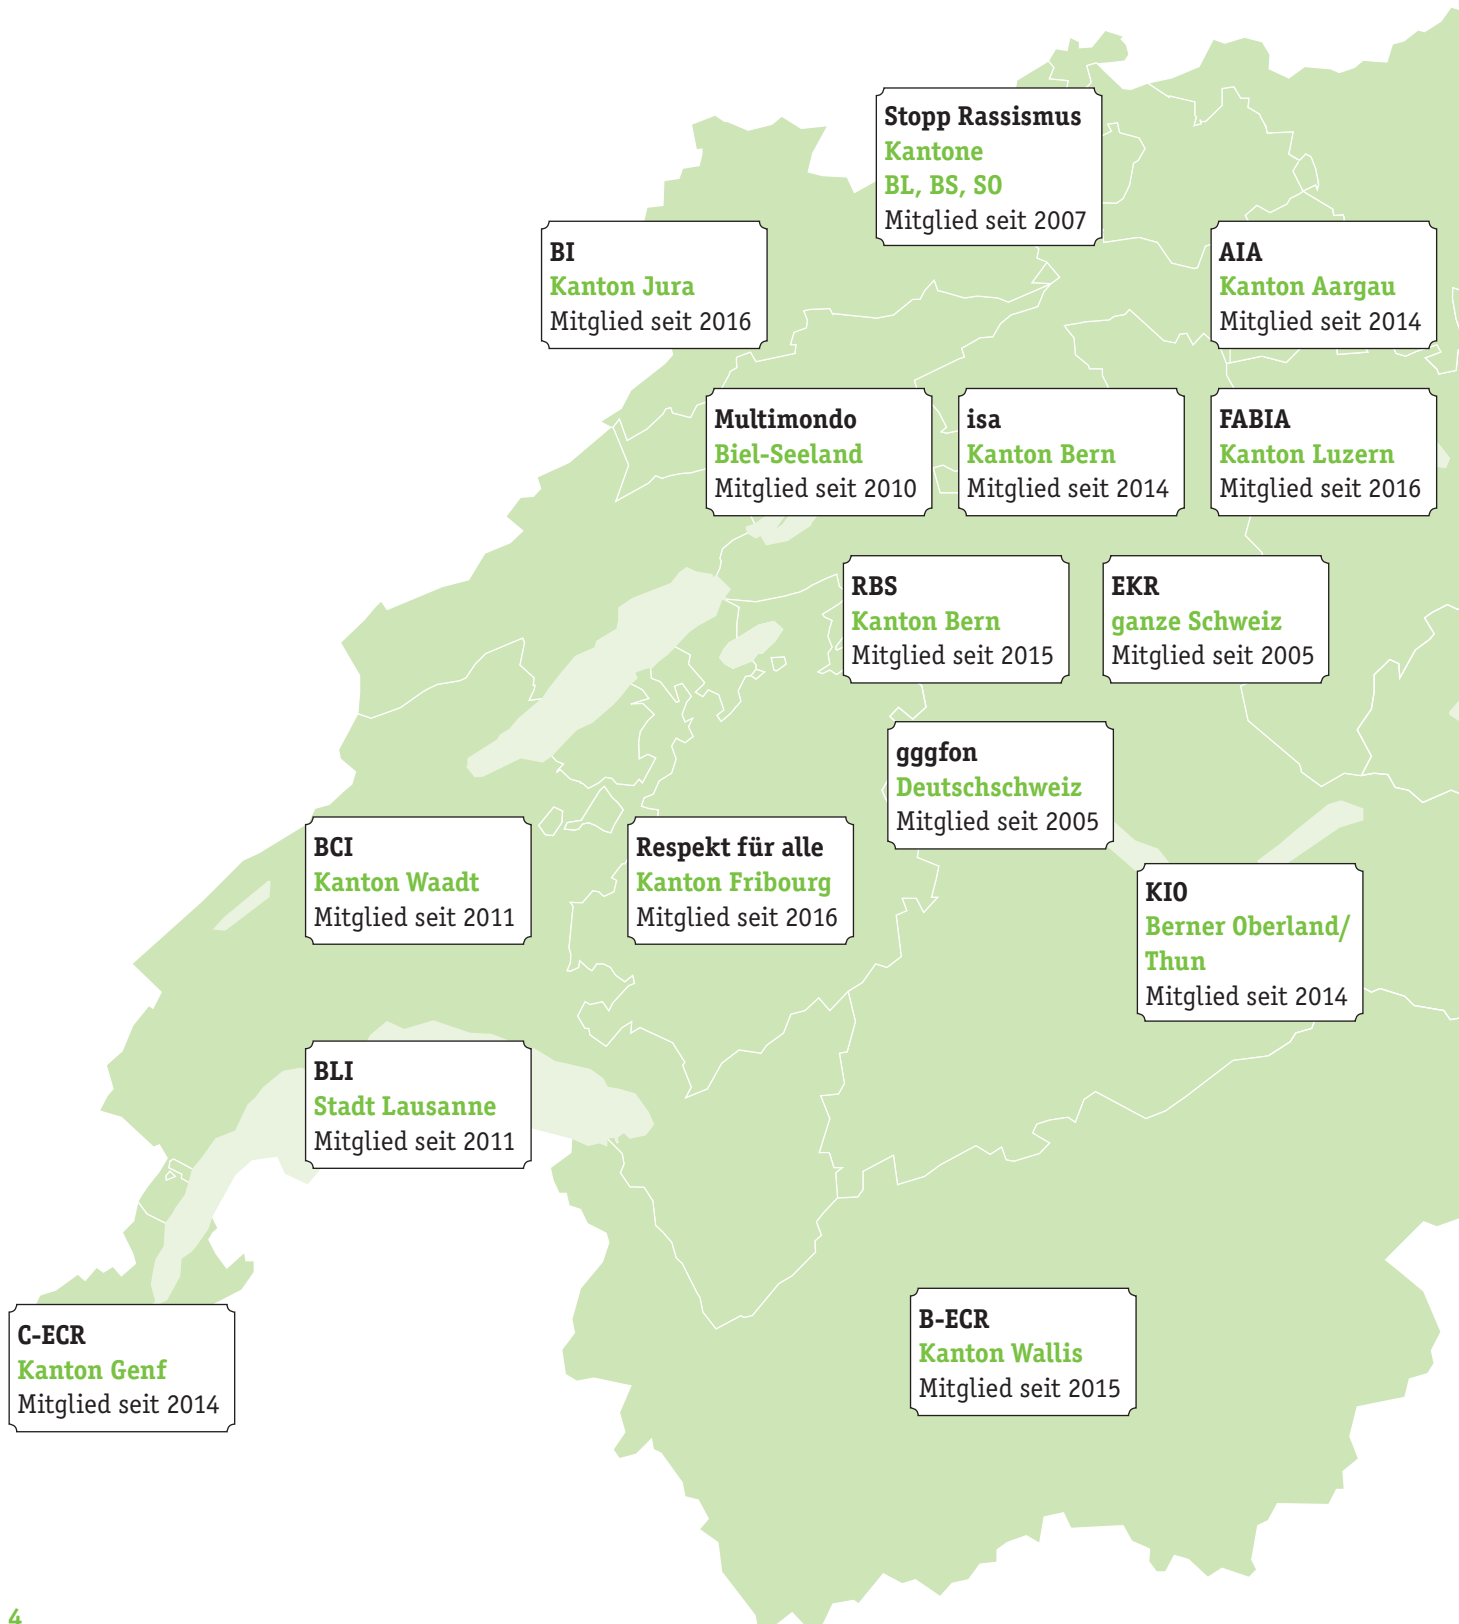 Stopp Rassismus
Kantone
BL, BS, SO
Mitglied seit 2007
BI
Kanton Jura
Mitglied seit 2016
AIA
Kanton Aargau
Mitglied seit 2014
Multimondo
Biel-Seeland
Mitglied seit 2010
isa
Kanton Bern
Mitglied seit 2014
FABIA
Kanton Luzern
Mitglied seit 2016
RBS
Kanton Bern
Mitglied seit 2015
EKR
ganze Schweiz
Mitglied seit 2005
gggfon
Deutschschweiz
Mitglied seit 2005
BCI
Kanton Waadt
Mitglied seit 2011
Respekt für alle
Kanton Fribourg
Mitglied seit 2016
KIO
Berner Oberland/
Thun
Mitglied seit 2014
BLI
Stadt Lausanne
Mitglied seit 2011
C-ECR
Kanton Genf
Mitglied seit 2014
B-ECR
Kanton Wallis
Mitglied seit 2015
4